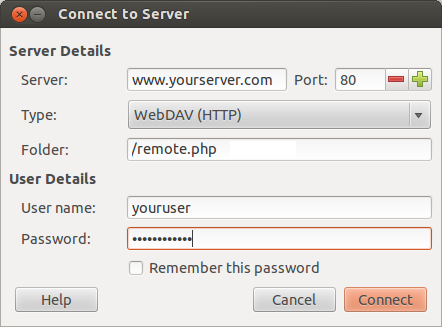 Connect to Server
Server Details
Server: www.yourserver.com Port: 80
Type: WebDAV (HTTP)
Folder: /remote.php
User Details
User name: youruser
Password: ••••••••••••
Remember this password
Help Cancel Connect